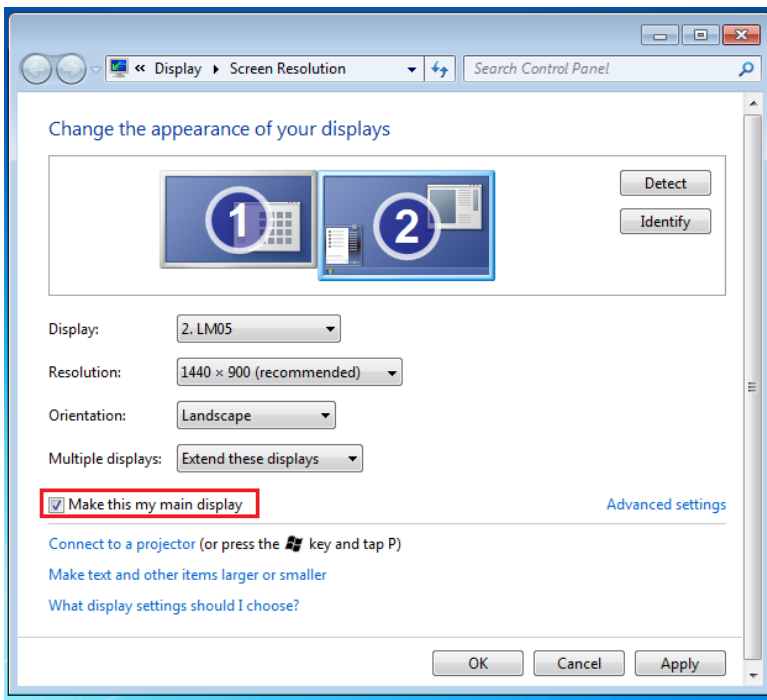 « Display ▸ Screen Resolution
Search Control Panel
Change the appearance of your displays
1
2
Detect
Identify
Display: 2. LM05
Resolution: 1440 × 900 (recommended)
Orientation: Landscape
Multiple displays: Extend these displays
Make this my main display
Advanced settings
Connect to a projector (or press the key and tap P)
Make text and other items larger or smaller
What display settings should I choose?
OK Cancel Apply